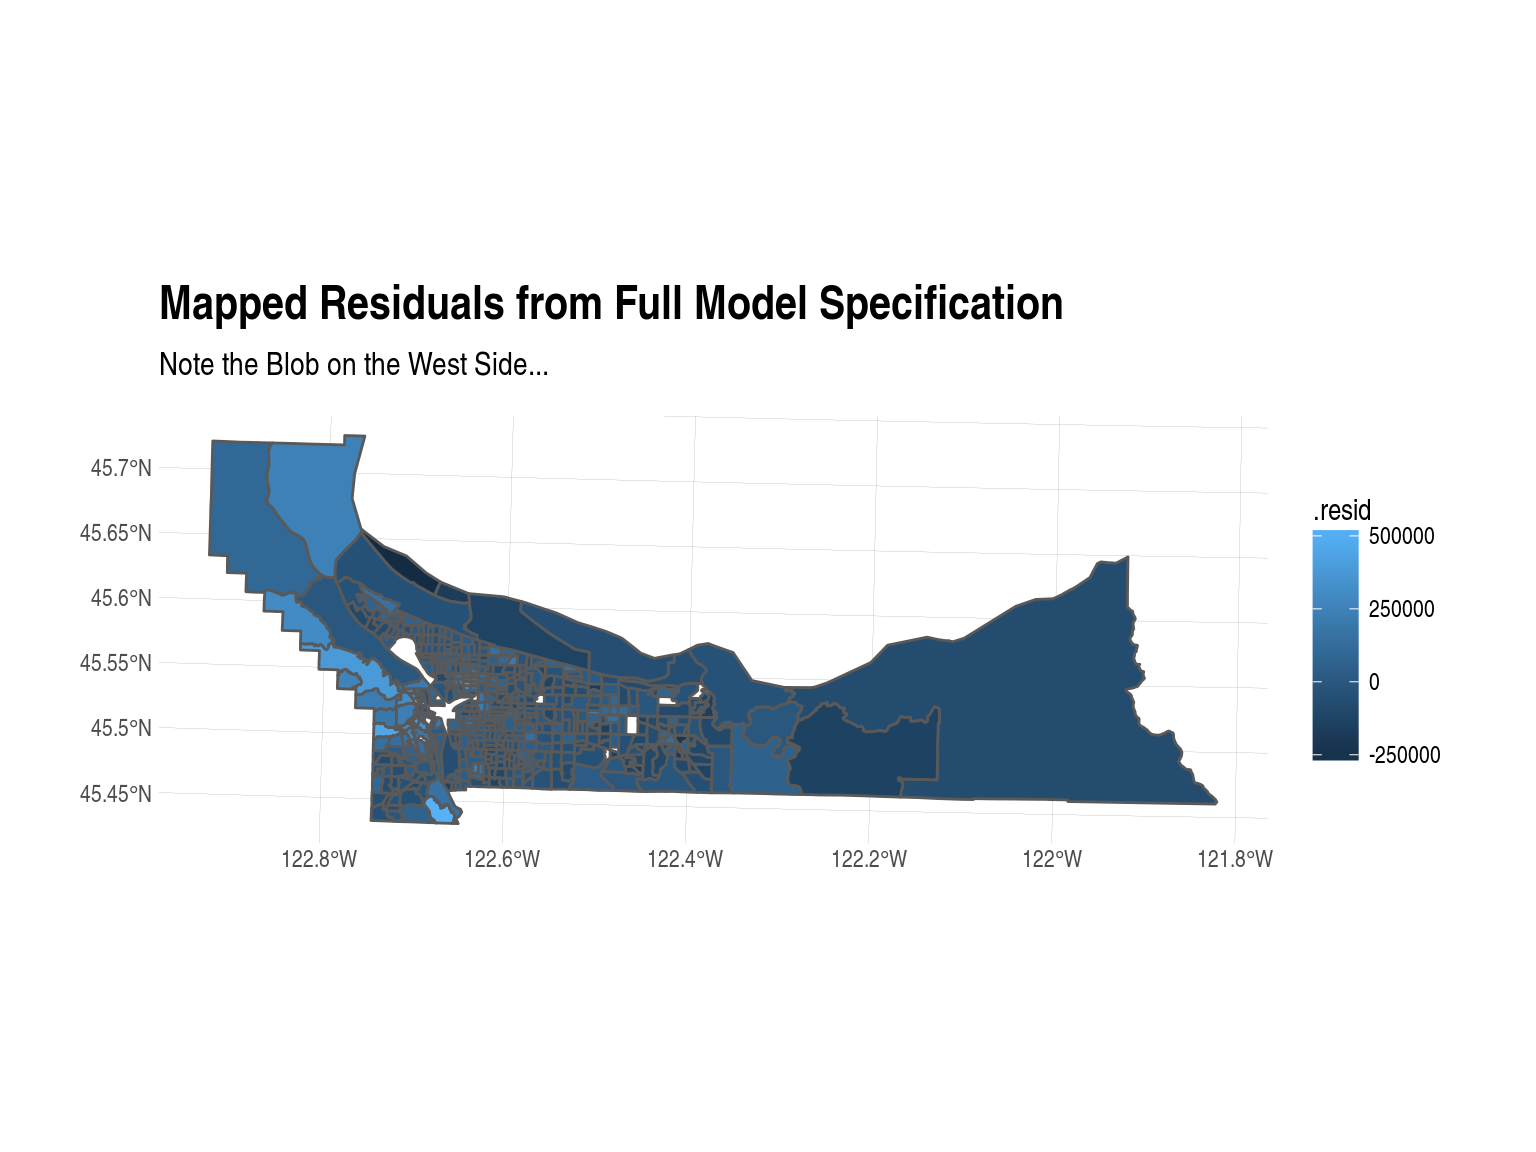 Mapped Residuals from Full Model Specification
Note the Blob on the West Side...
45.7°N
45.65°N
45.6°N
45.55°N
45.5°N
45.45°N
122.8°W 122.6°W 122.4°W 122.2°W 122°W 121.8°W
.resid
500000
250000
0
-250000